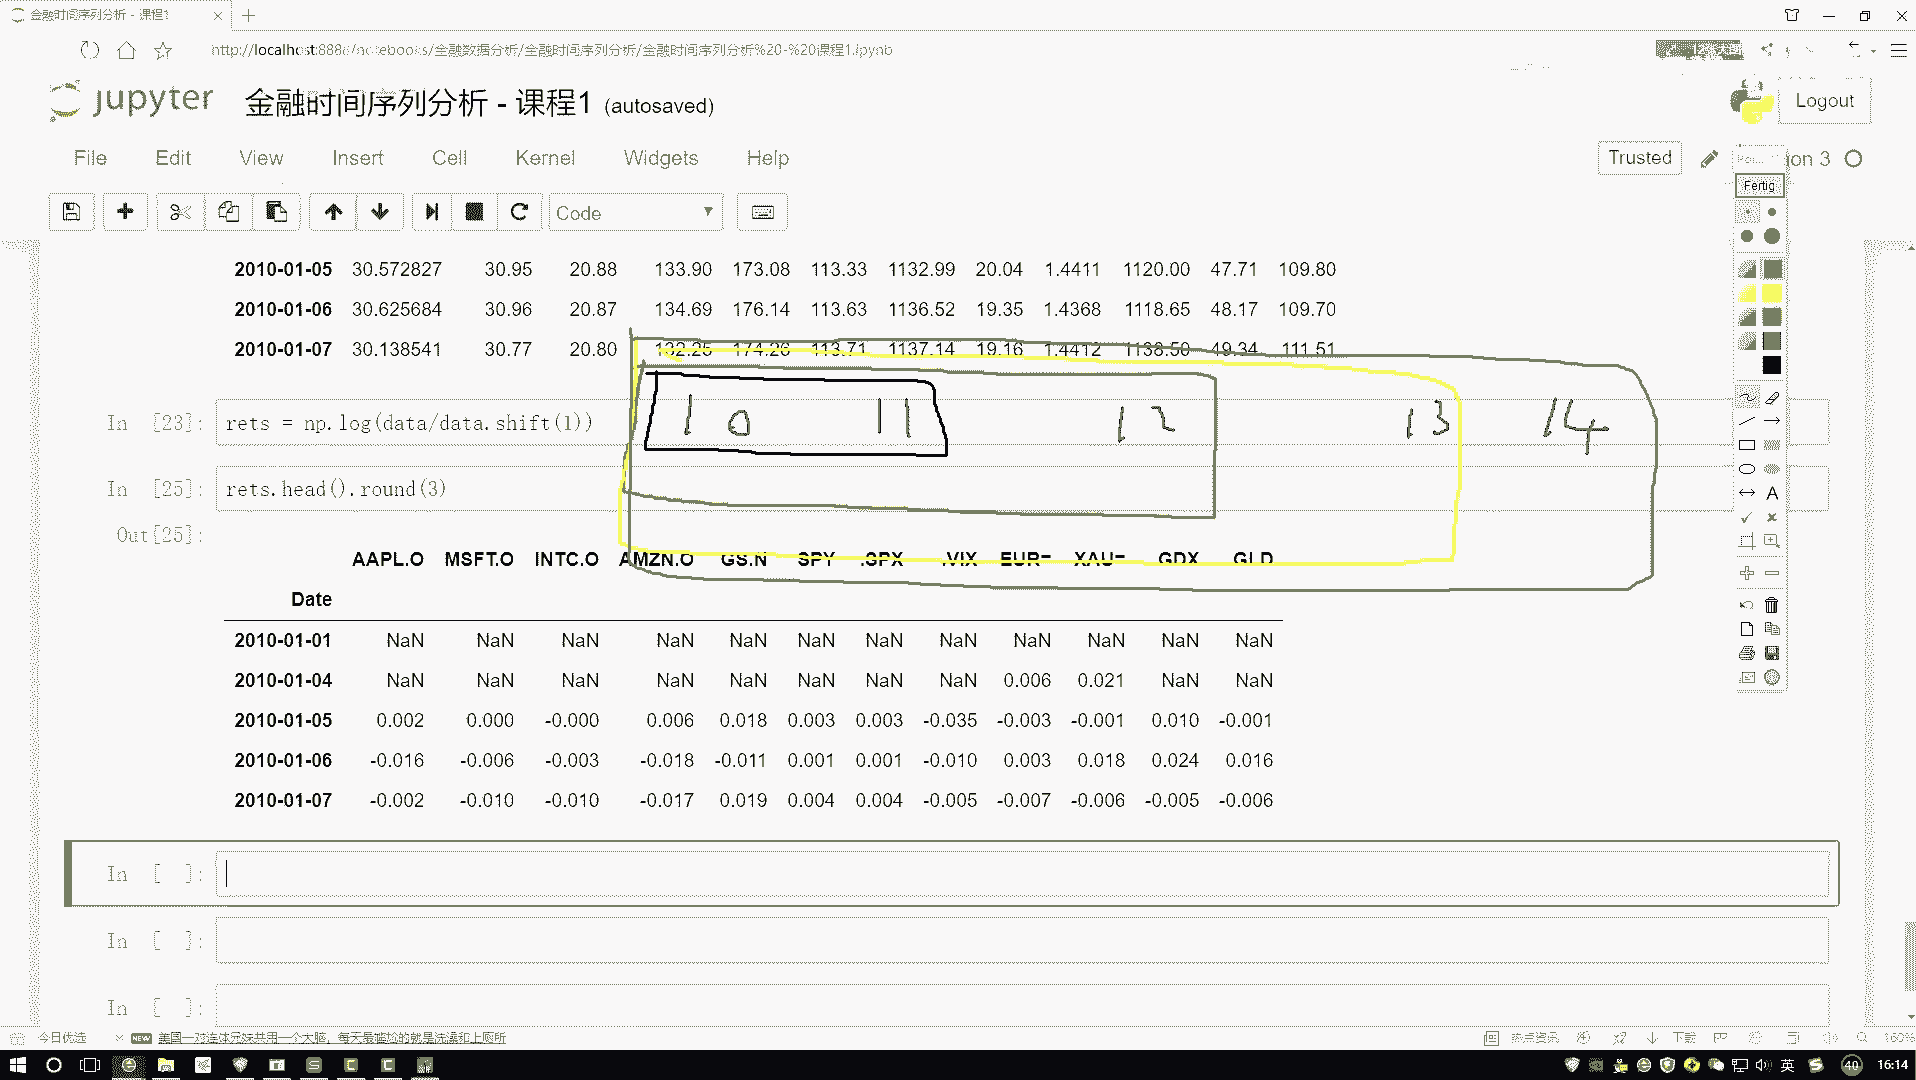 金融时间序列分析 - 课程1
http://localhost:888 /notebooks/金融数据分析/金融时间序列分析/金融时间序列分析%20-%20课程1.ipynb
jupyter 金融时间序列分析 - 课程1 (autosaved)
Logout
File Edit View Insert Cell Kernel Widgets Help
Trusted
on 3
Fertig
Code
2010-01-05 30.572827 30.95 20.88 133.90 173.08 113.33 1132.99 20.04 1.4411 1120.00 47.71 109.80
2010-01-06 30.625684 30.96 20.87 134.69 176.14 113.63 1136.52 19.35 1.4368 1118.65 48.17 109.70
2010-01-07 30.138541 30.77 20.80 132.25 174.26 113.71 1137.14 19.16 1.4412 1138.50 49.34 111.51
In [23]: rets = np.log(data/data.shift(1))
10 11 12 13 14
In [25]: rets.head().round(3)
Out[25]:
AAPL.O MSFT.O INTC.O AMZN.O GS.N SPY .SPX .VIX EUR= XAU= GDX GLD
Date
2010-01-01 NaN NaN NaN NaN NaN NaN NaN NaN NaN NaN NaN NaN
2010-01-04 NaN NaN NaN NaN NaN NaN NaN NaN 0.006 0.021 NaN NaN
2010-01-05 0.002 0.000 -0.000 0.006 0.018 0.003 0.003 -0.035 -0.003 -0.001 0.010 -0.001
2010-01-06 -0.016 -0.006 -0.003 -0.018 -0.011 0.001 0.001 -0.010 0.003 0.018 0.024 0.016
2010-01-07 -0.002 -0.010 -0.010 -0.017 0.019 0.004 0.004 -0.005 -0.007 -0.006 -0.005 -0.006
In [ ]:
In [ ]:
In [ ]:
今日优选 NEW 美国一对连体兄妹共用一个大脑，每天最尴尬的就是洗澡和上厕所 热点资讯 下载 160%
英 40 16:14